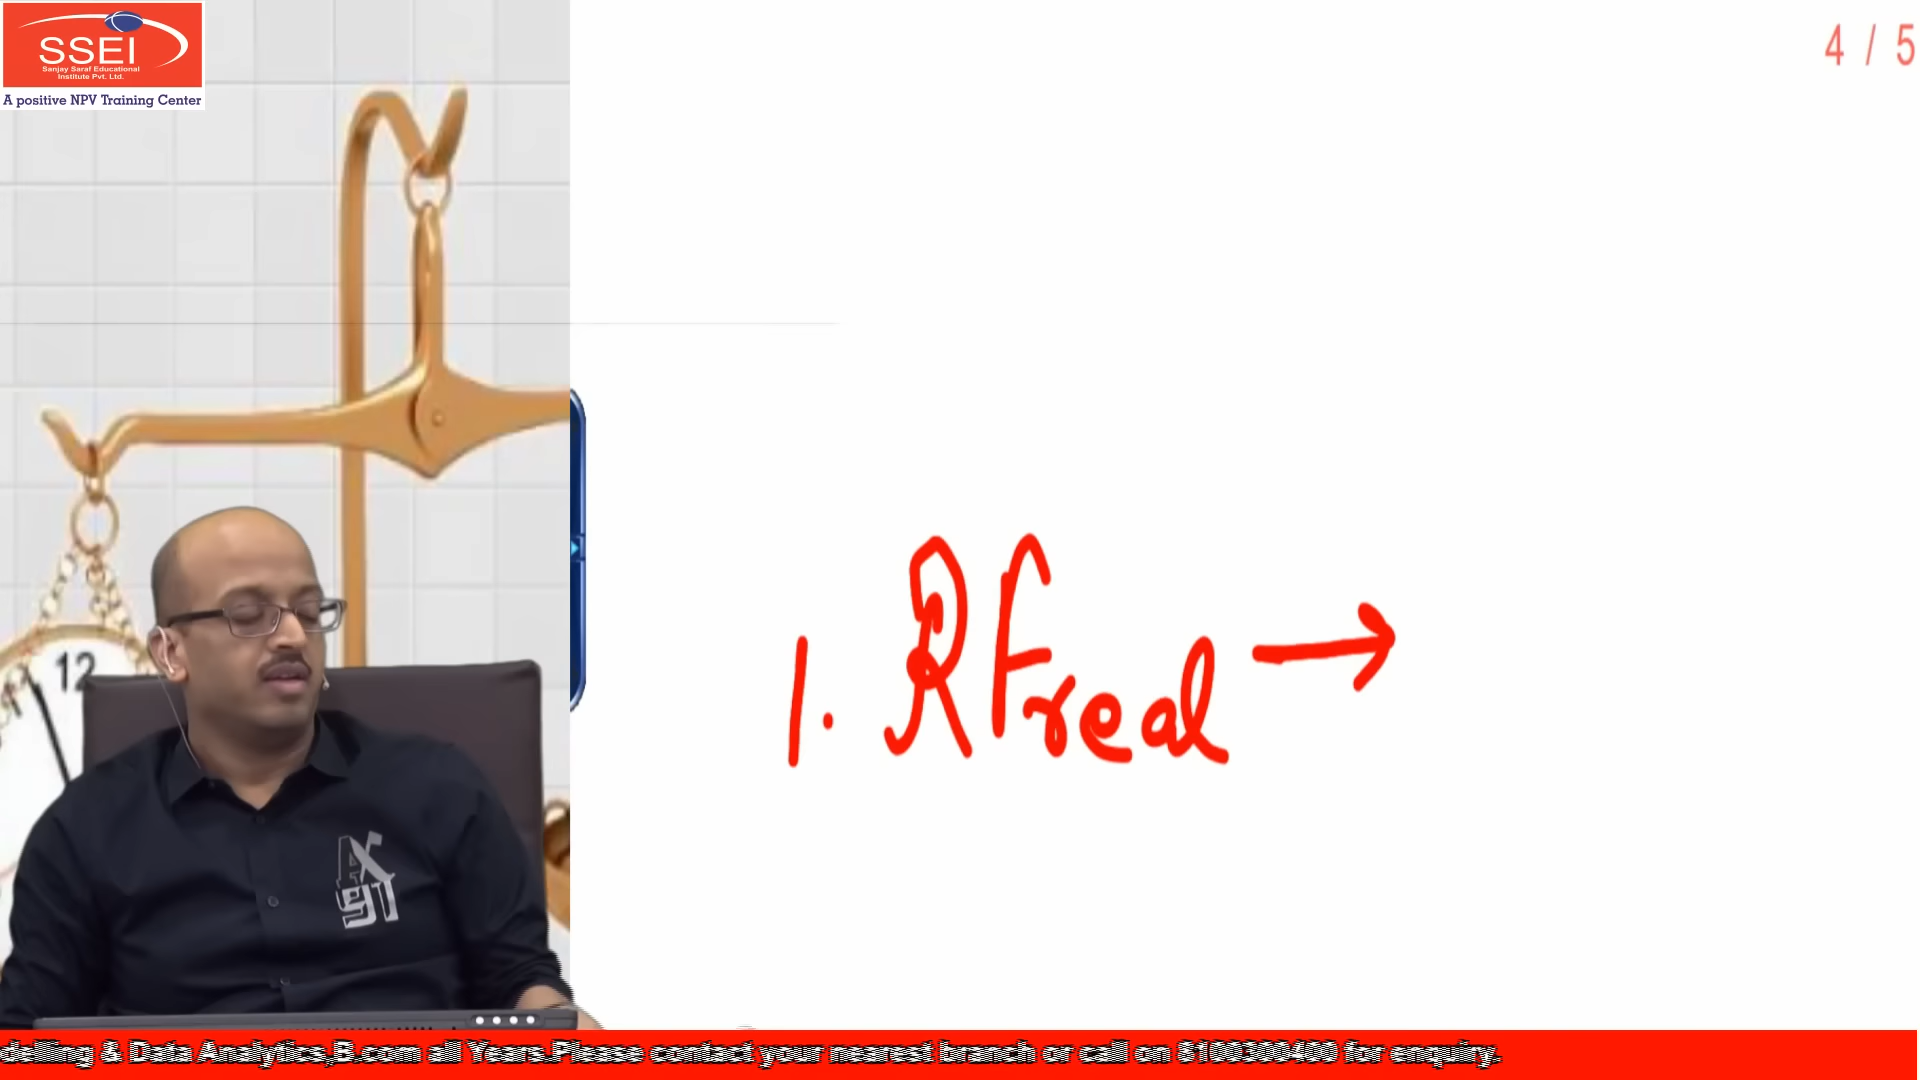 SSEI
Sanjay Saraf Educational
Institute Pvt. Ltd.
A positive NPV Training Center
4 / 5
12
1. RFreal →
delling & Data Analytics,B.com all Years.Please contact your nearest branch or call on 8100300400 for enquiry.